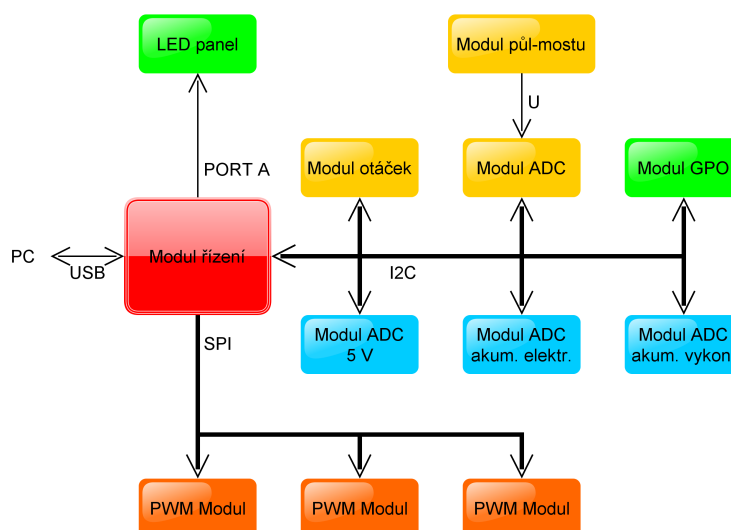 LED panel
Modul půl-mostu
U
PORT A
Modul otáček
Modul ADC
Modul GPO
PC
USB
Modul řízení
I2C
SPI
Modul ADC
5 V
Modul ADC
akum. elektr.
Modul ADC
akum. vykon
PWM Modul
PWM Modul
PWM Modul